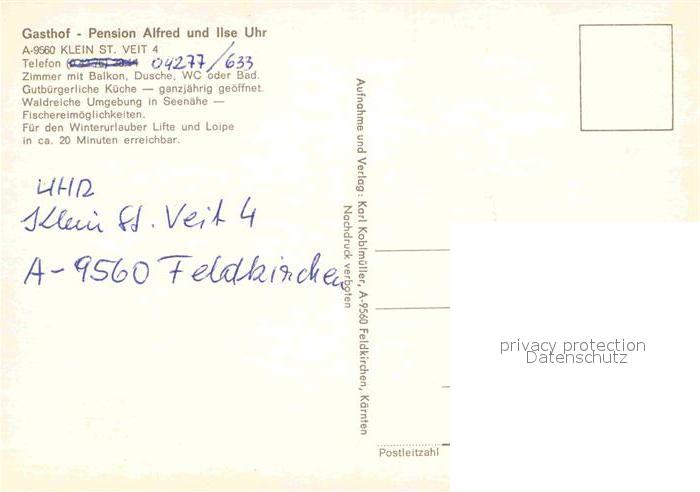 Gasthof - Pension Alfred und Ilse Uhr
A-9560 KLEIN ST. VEIT 4
Telefon 04277/633
Zimmer mit Balkon, Dusche, WC oder Bad.
Gutbürgerliche Küche — ganzjährig geöffnet.
Waldreiche Umgebung in Seenähe —
Fischereimöglichkeiten.
Für den Winterurlauber Lifte und Loipe
in ca. 20 Minuten erreichbar.
UHR
Klein St. Veit 4
A-9560 Feldkirchen
Aufnahme und Verlag: Karl Koblmüller, A-9560 Feldkirchen, Kärnten
Nachdruck verboten
privacy protection
Datenschutz
Postleitzahl